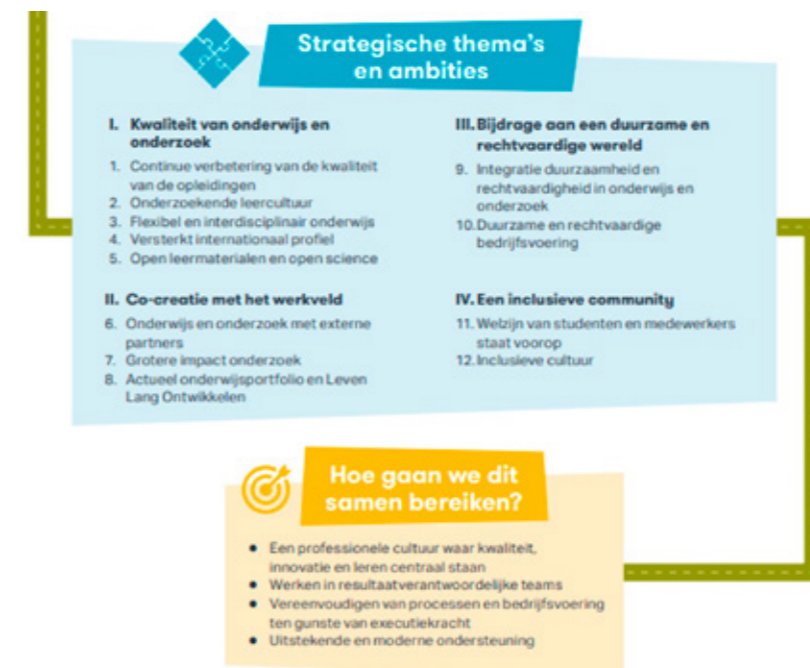 Strategische thema's
en ambities
I. Kwaliteit van onderwijs en
onderzoek
1. Continue verbetering van de kwaliteit
van de opleidingen
2. Onderzoekende leercultuur
3. Flexibel en interdisciplinair onderwijs
4. Versterkt internationaal profiel
5. Open leermaterialen en open science
II. Co-creatie met het werkveld
6. Onderwijs en onderzoek met externe
partners
7. Grotere impact onderzoek
8. Actueel onderwijsportfolio en Leven
Lang Ontwikkelen
III. Bijdrage aan een duurzame en
rechtvaardige wereld
9. Integratie duurzaamheid en
rechtvaardigheid in onderwijs en
onderzoek
10. Duurzame en rechtvaardige
bedrijfsvoering
IV. Een inclusieve community
11. Welzijn van studenten en medewerkers
staat voorop
12. Inclusieve cultuur
Hoe gaan we dit
samen bereiken?
• Een professionele cultuur waar kwaliteit,
innovatie en leren centraal staan
• Werken in resultaatverantwoordelijke teams
• Vereenvoudigen van processen en bedrijfsvoering
ten gunste van executiekracht
• Uitstekende en moderne ondersteuning